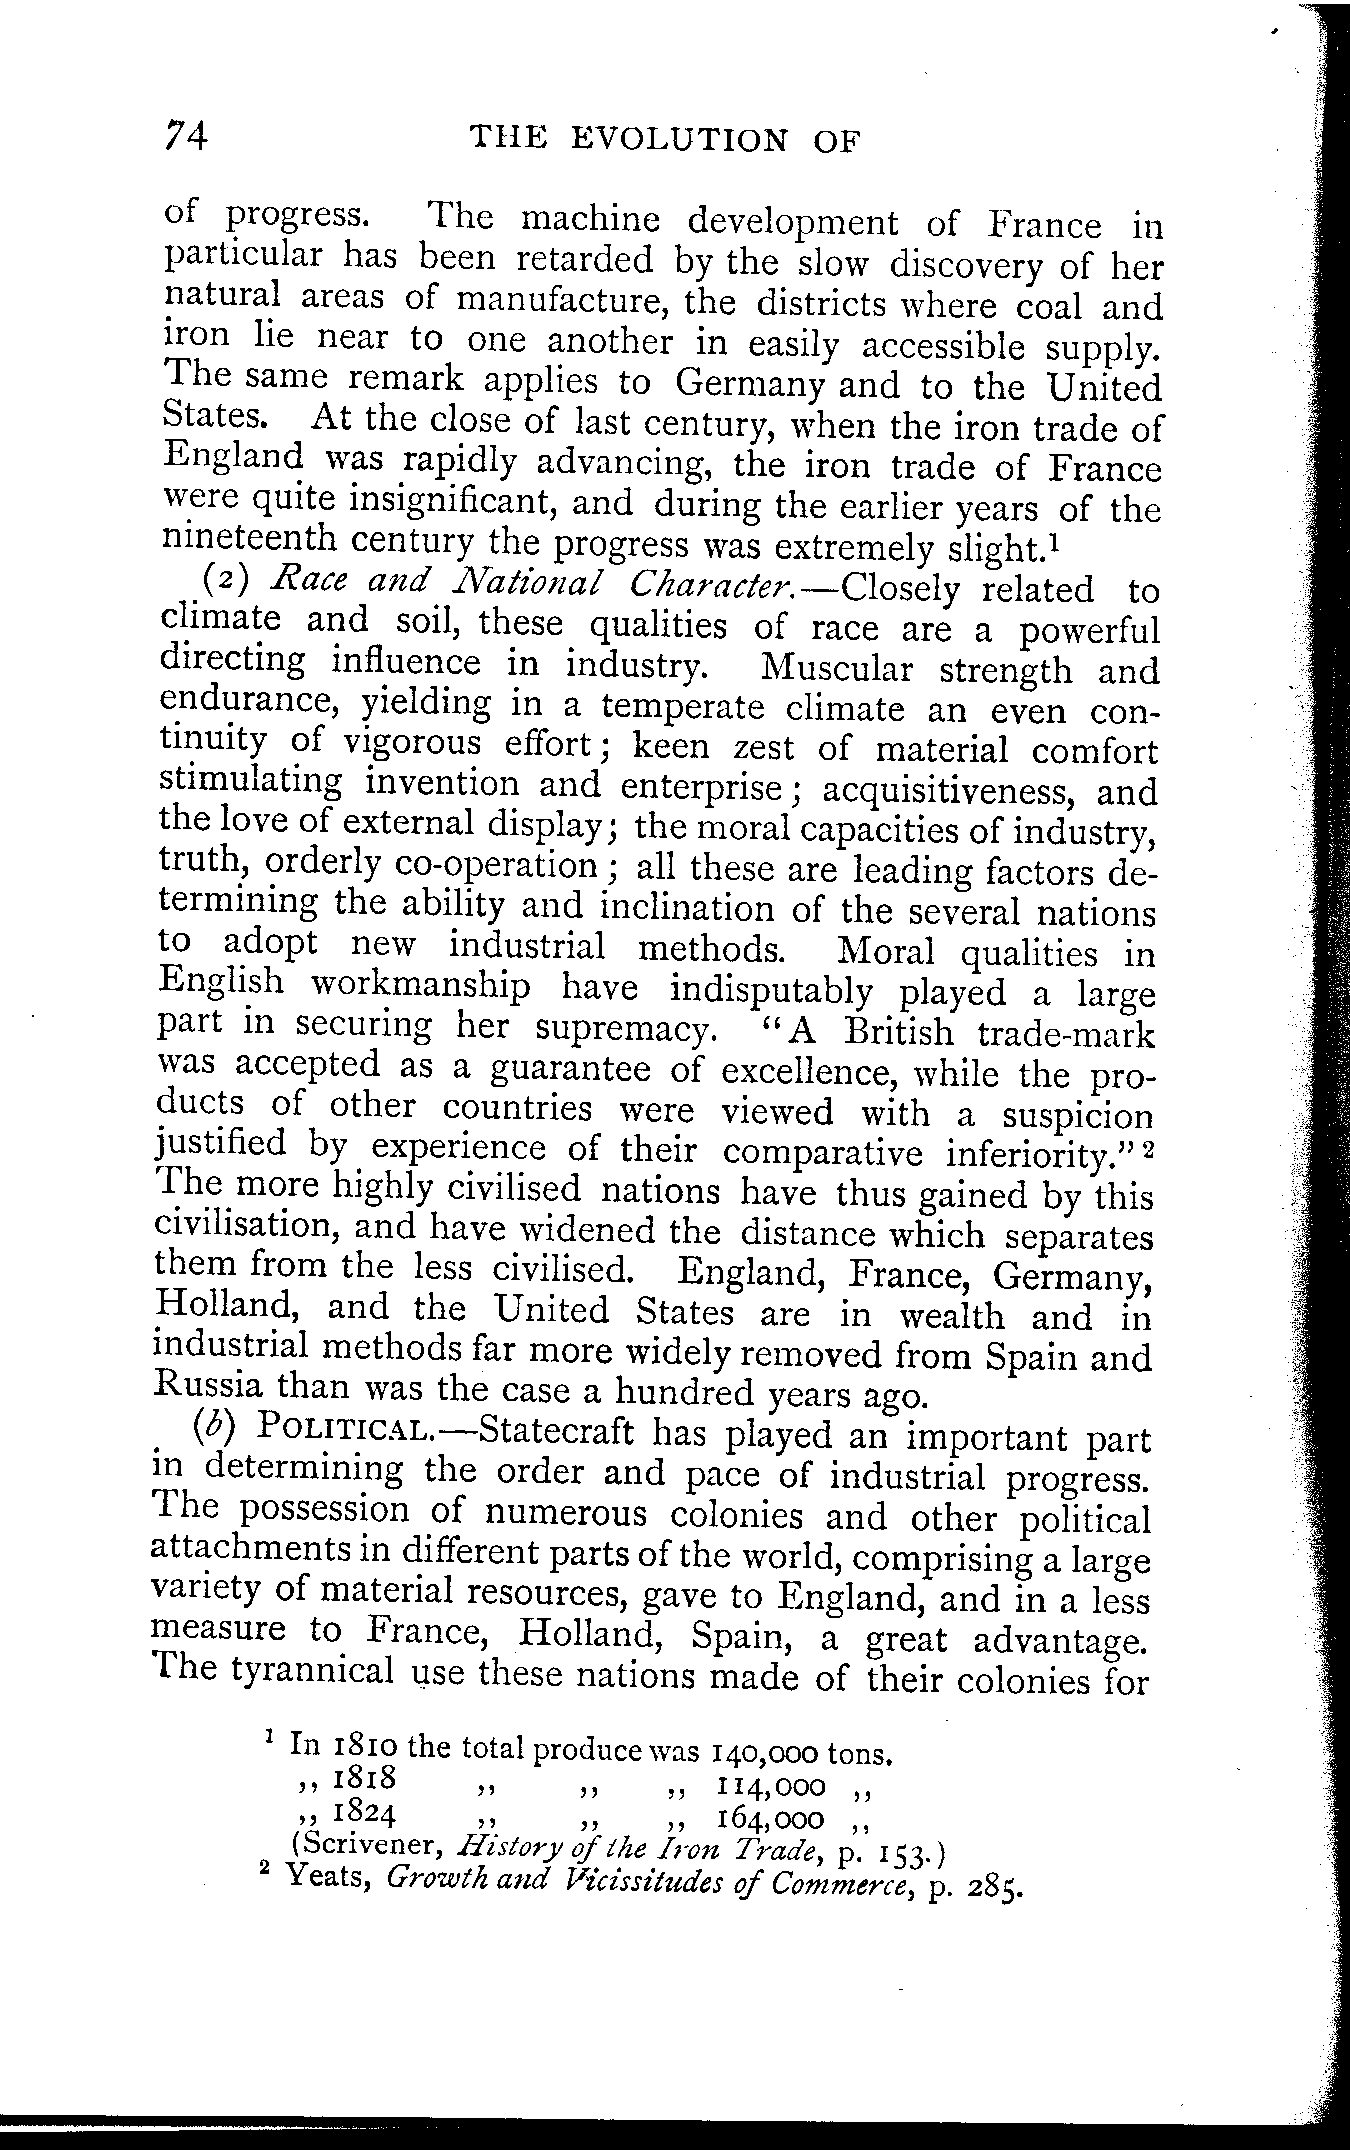 74 THE EVOLUTION OF
of progress. The machine development of France in
particular has been retarded by the slow discovery of her
natural areas of manufacture, the districts where coal and
iron lie near to one another in easily accessible supply.
The same remark applies to Germany and to the United
States. At the close of last century, when the iron trade of
England was rapidly advancing, the iron trade of France
were quite insignificant, and during the earlier years of the
nineteenth century the progress was extremely slight.¹
(2) Race and National Character.—Closely related to
climate and soil, these qualities of race are a powerful
directing influence in industry. Muscular strength and
endurance, yielding in a temperate climate an even con-
tinuity of vigorous effort; keen zest of material comfort
stimulating invention and enterprise; acquisitiveness, and
the love of external display; the moral capacities of industry,
truth, orderly co-operation; all these are leading factors de-
termining the ability and inclination of the several nations
to adopt new industrial methods. Moral qualities in
English workmanship have indisputably played a large
part in securing her supremacy. "A British trade-mark
was accepted as a guarantee of excellence, while the pro-
ducts of other countries were viewed with a suspicion
justified by experience of their comparative inferiority." ²
The more highly civilised nations have thus gained by this
civilisation, and have widened the distance which separates
them from the less civilised. England, France, Germany,
Holland, and the United States are in wealth and in
industrial methods far more widely removed from Spain and
Russia than was the case a hundred years ago.
(b) POLITICAL.—Statecraft has played an important part
in determining the order and pace of industrial progress.
The possession of numerous colonies and other political
attachments in different parts of the world, comprising a large
variety of material resources, gave to England, and in a less
measure to France, Holland, Spain, a great advantage.
The tyrannical use these nations made of their colonies for
¹ In 1810 the total produce was 140,000 tons.
,, 1818 ,, ,, ,, 114,000 ,,
,, 1824 ,, ,, ,, 164,000 ,,
(Scrivener, History of the Iron Trade, p. 153.)
² Yeats, Growth and Vicissitudes of Commerce, p. 285.